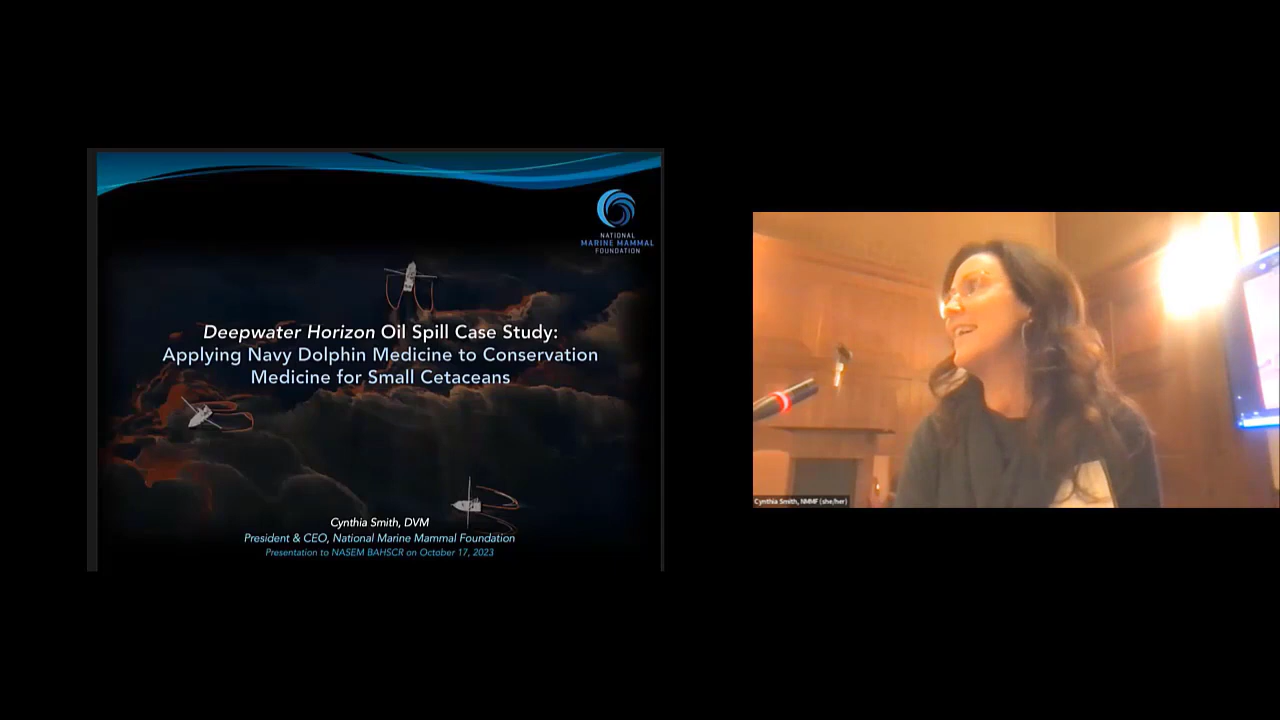 NATIONAL
MARINE MAMMAL
FOUNDATION
Deepwater Horizon Oil Spill Case Study:
Applying Navy Dolphin Medicine to Conservation
Medicine for Small Cetaceans
Cynthia Smith, DVM
President & CEO, National Marine Mammal Foundation
Presentation to NASEM BAHSCR on October 17, 2023
Cynthia Smith, NMMF (she/her)